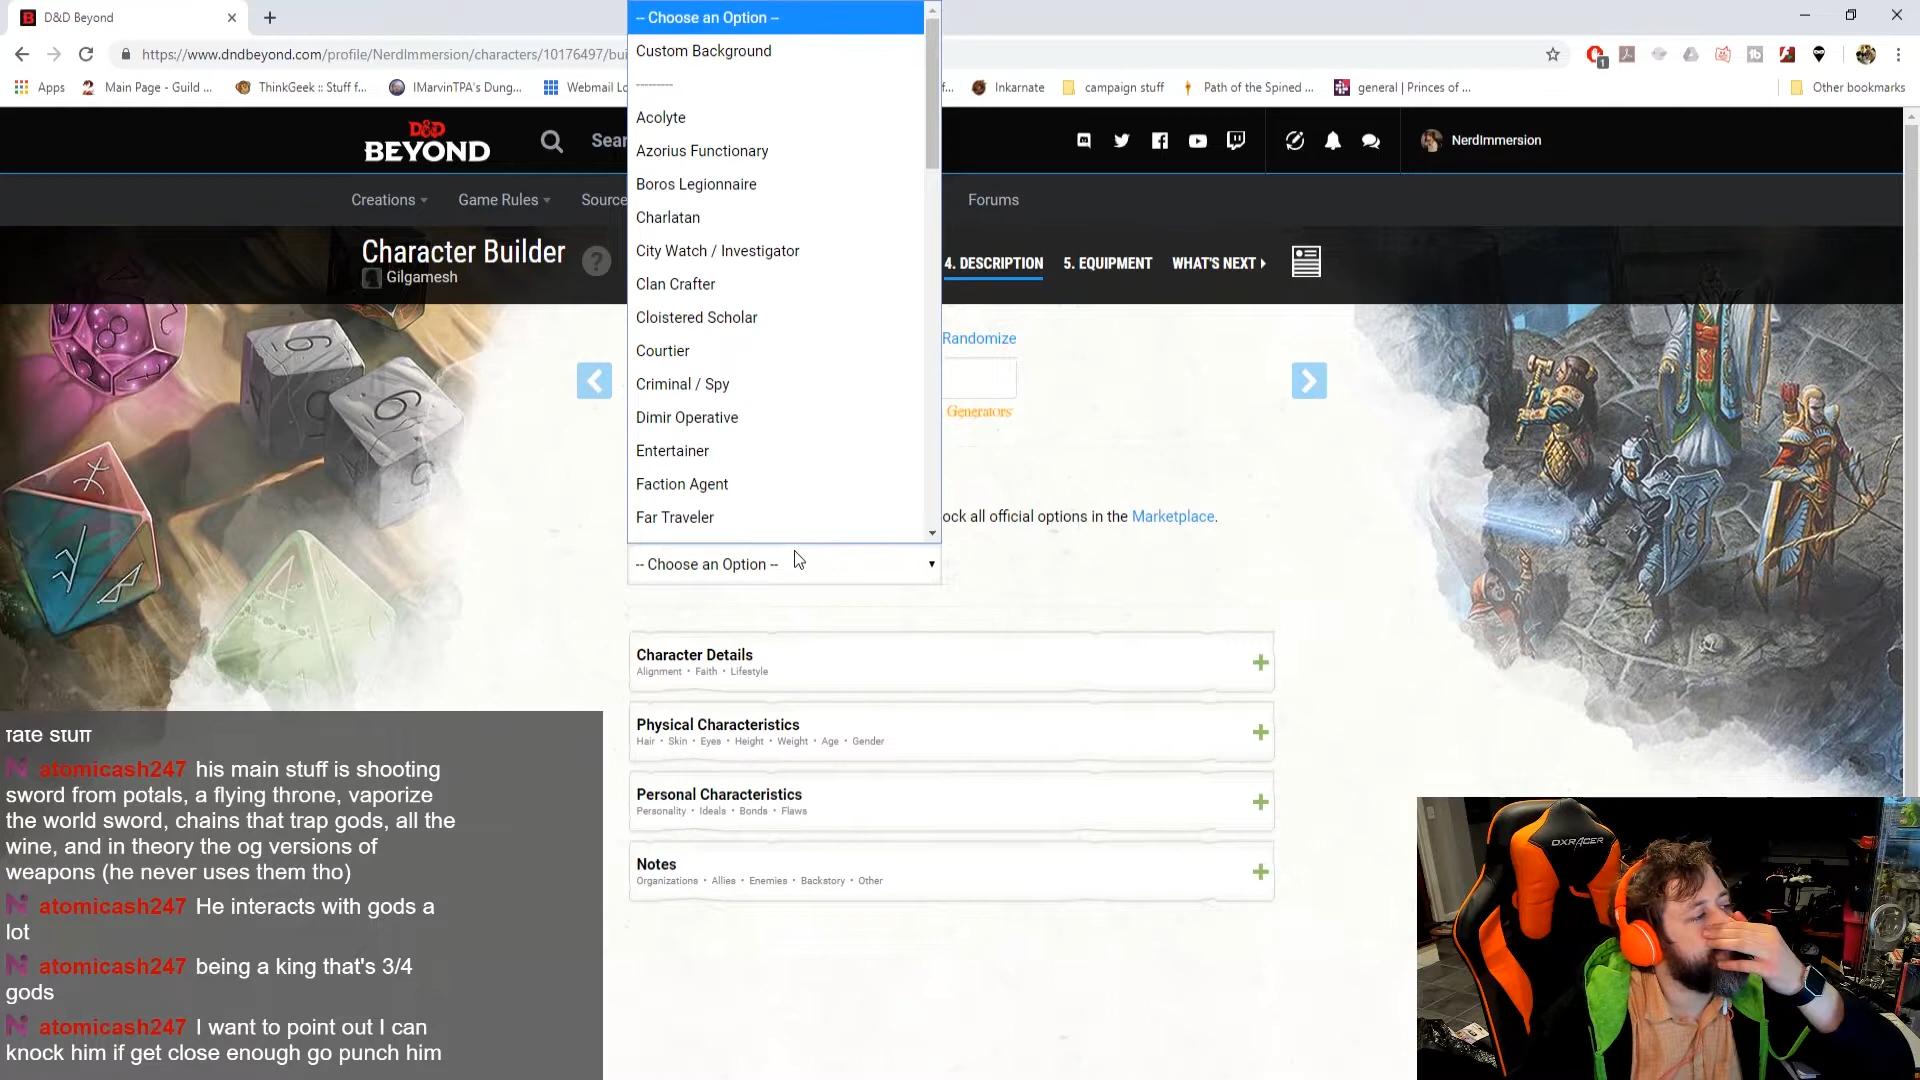 D&D Beyond
https://www.dndbeyond.com/profile/NerdImmersion/characters/10176497/bui
1
Apps
Main Page - Guild ...
ThinkGeek :: Stuff f...
IMarvinTPA's Dung...
Webmail Lo
f...
Inkarnate
campaign stuff
Path of the Spined ...
general | Princes of ...
Other bookmarks
D&D
BEYOND
Sear
NerdImmersion
Creations
Game Rules
Source
Forums
Character Builder
?
Gilgamesh
4. DESCRIPTION
5. EQUIPMENT
WHAT'S NEXT
-- Choose an Option --
Custom Background
---------
Acolyte
Azorius Functionary
Boros Legionnaire
Charlatan
City Watch / Investigator
Clan Crafter
Cloistered Scholar
Courtier
Criminal / Spy
Dimir Operative
Entertainer
Faction Agent
Far Traveler
Randomize
Generators
ock all official options in the Marketplace.
-- Choose an Option --
Character Details
Alignment • Faith • Lifestyle
Physical Characteristics
Hair • Skin • Eyes • Height • Weight • Age • Gender
Personal Characteristics
Personality • Ideals • Bonds • Flaws
Notes
Organizations • Allies • Enemies • Backstory • Other
fate stuff
atomicash247 his main stuff is shooting
sword from potals, a flying throne, vaporize
the world sword, chains that trap gods, all the
wine, and in theory the og versions of
weapons (he never uses them tho)
atomicash247 He interacts with gods a
lot
atomicash247 being a king that's 3/4
gods
atomicash247 I want to point out I can
knock him if get close enough go punch him
DXRACER